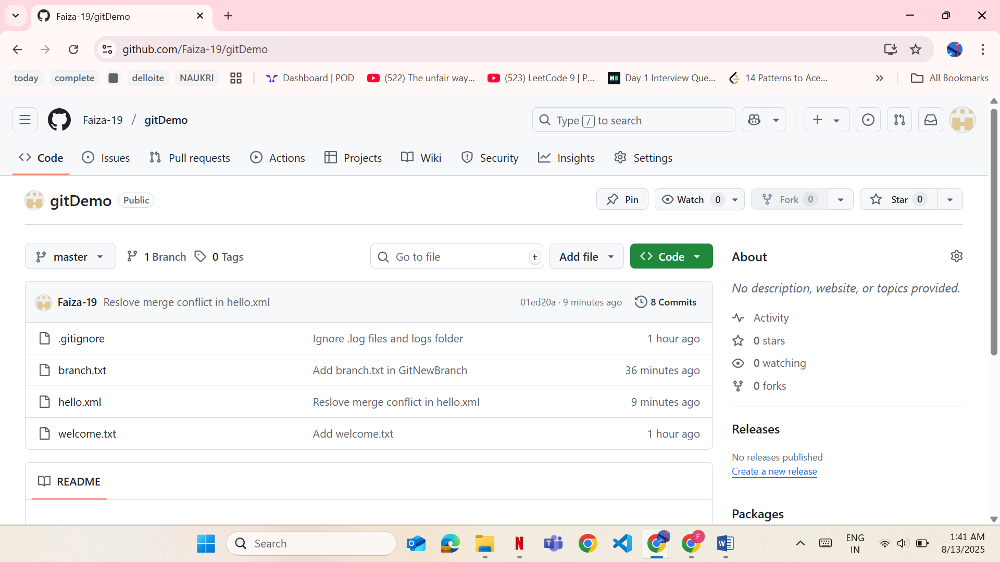 Faiza-19/gitDemo
github.com/Faiza-19/gitDemo
today complete delloite NAUKRI Dashboard | POD (522) The unfair way... (523) LeetCode 9 | P... Day 1 Interview Que... 14 Patterns to Ace... » All Bookmarks
Faiza-19 / gitDemo Type / to search
Code Issues Pull requests Actions Projects Wiki Security Insights Settings
gitDemo Public Pin Watch 0 Fork 0 Star 0
master 1 Branch 0 Tags Go to file t Add file Code About
No description, website, or topics provided.
Faiza-19 Reslove merge conflict in hello.xml 01ed20a · 9 minutes ago 8 Commits
Activity
.gitignore Ignore .log files and logs folder 1 hour ago
0 stars
branch.txt Add branch.txt in GitNewBranch 36 minutes ago
0 watching
hello.xml Reslove merge conflict in hello.xml 9 minutes ago
0 forks
welcome.txt Add welcome.txt 1 hour ago
Releases
No releases published
Create a new release
README
Packages
Search
ENG
IN
1:41 AM
8/13/2025